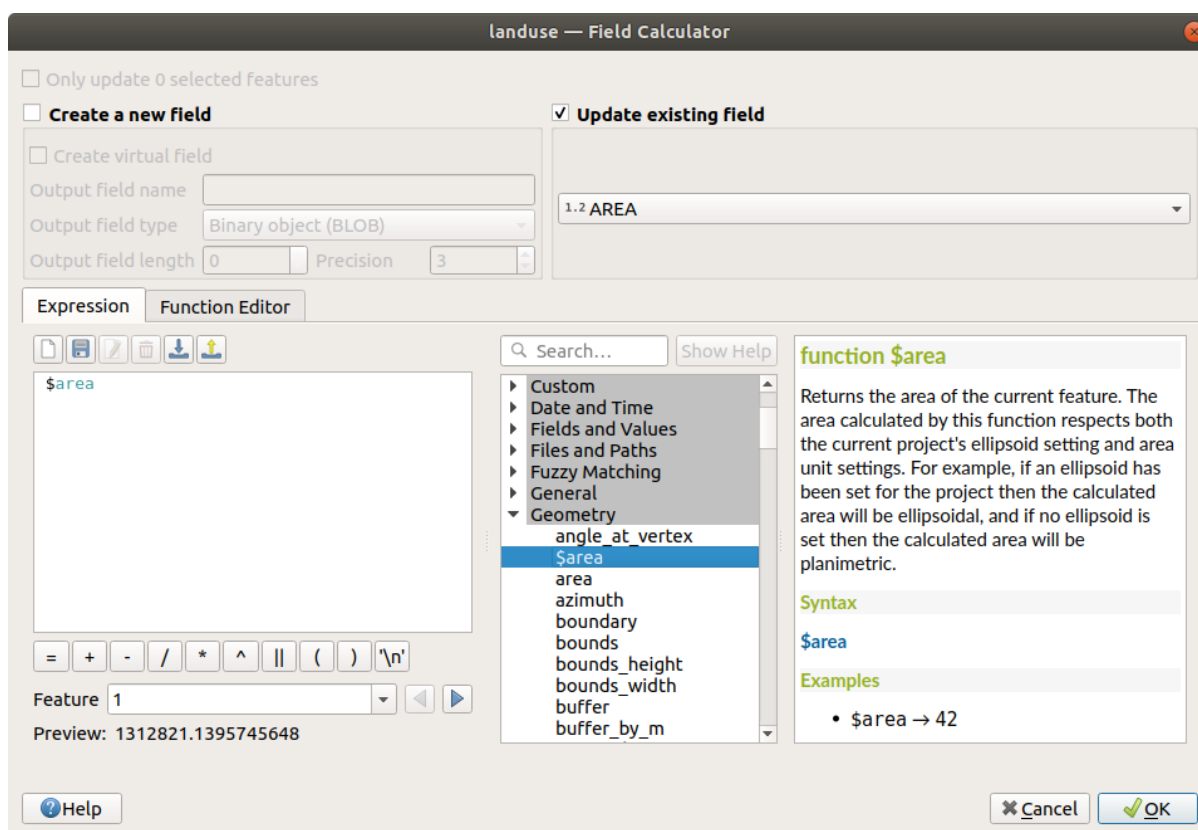 landuse — Field Calculator
Only update 0 selected features
Create a new field
Update existing field
Create virtual field
Output field name
Output field type Binary object (BLOB)
Output field length 0 Precision 3
1.2 AREA
Expression Function Editor
$area
= + - / * ^ || ( ) '\n'
Feature 1
Preview: 1312821.1395745648
Search... Show Help
Custom
Date and Time
Fields and Values
Files and Paths
Fuzzy Matching
General
Geometry
angle_at_vertex
$area
area
azimuth
boundary
bounds
bounds_height
bounds_width
buffer
buffer_by_m
function $area
Returns the area of the current feature. The
area calculated by this function respects both
the current project's ellipsoid setting and area
unit settings. For example, if an ellipsoid has
been set for the project then the calculated
area will be ellipsoidal, and if no ellipsoid is
set then the calculated area will be
planimetric.
Syntax
$area
Examples
• $area → 42
Help Cancel OK